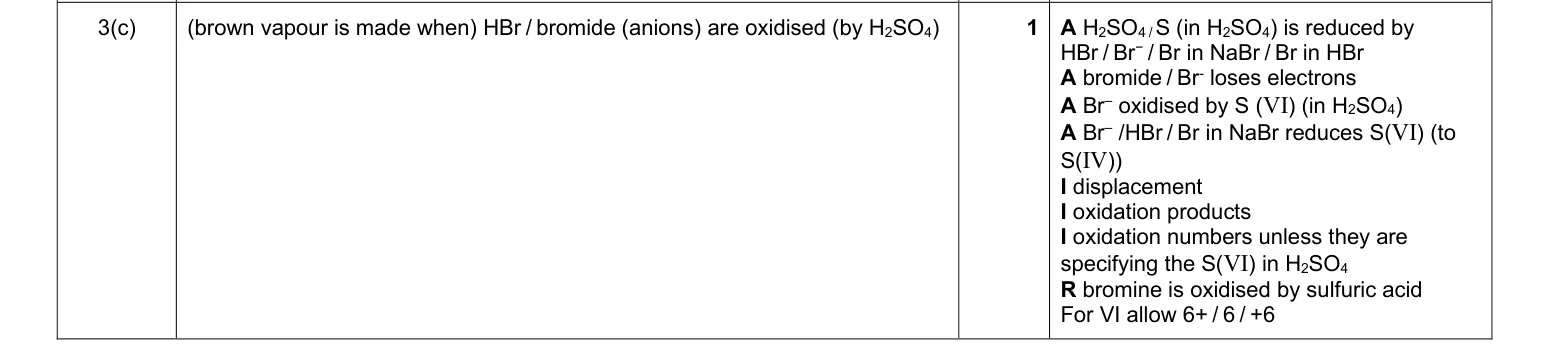 3(c) (brown vapour is made when) HBr / bromide (anions) are oxidised (by H₂SO₄) 1 A H₂SO₄ / S (in H₂SO₄) is reduced by
HBr / Br⁻ / Br in NaBr / Br in HBr
A bromide / Br⁻ loses electrons
A Br⁻ oxidised by S (VI) (in H₂SO₄)
A Br⁻ /HBr / Br in NaBr reduces S(VI) (to
S(IV))
I displacement
I oxidation products
I oxidation numbers unless they are
specifying the S(VI) in H₂SO₄
R bromine is oxidised by sulfuric acid
For VI allow 6+ / 6 / +6